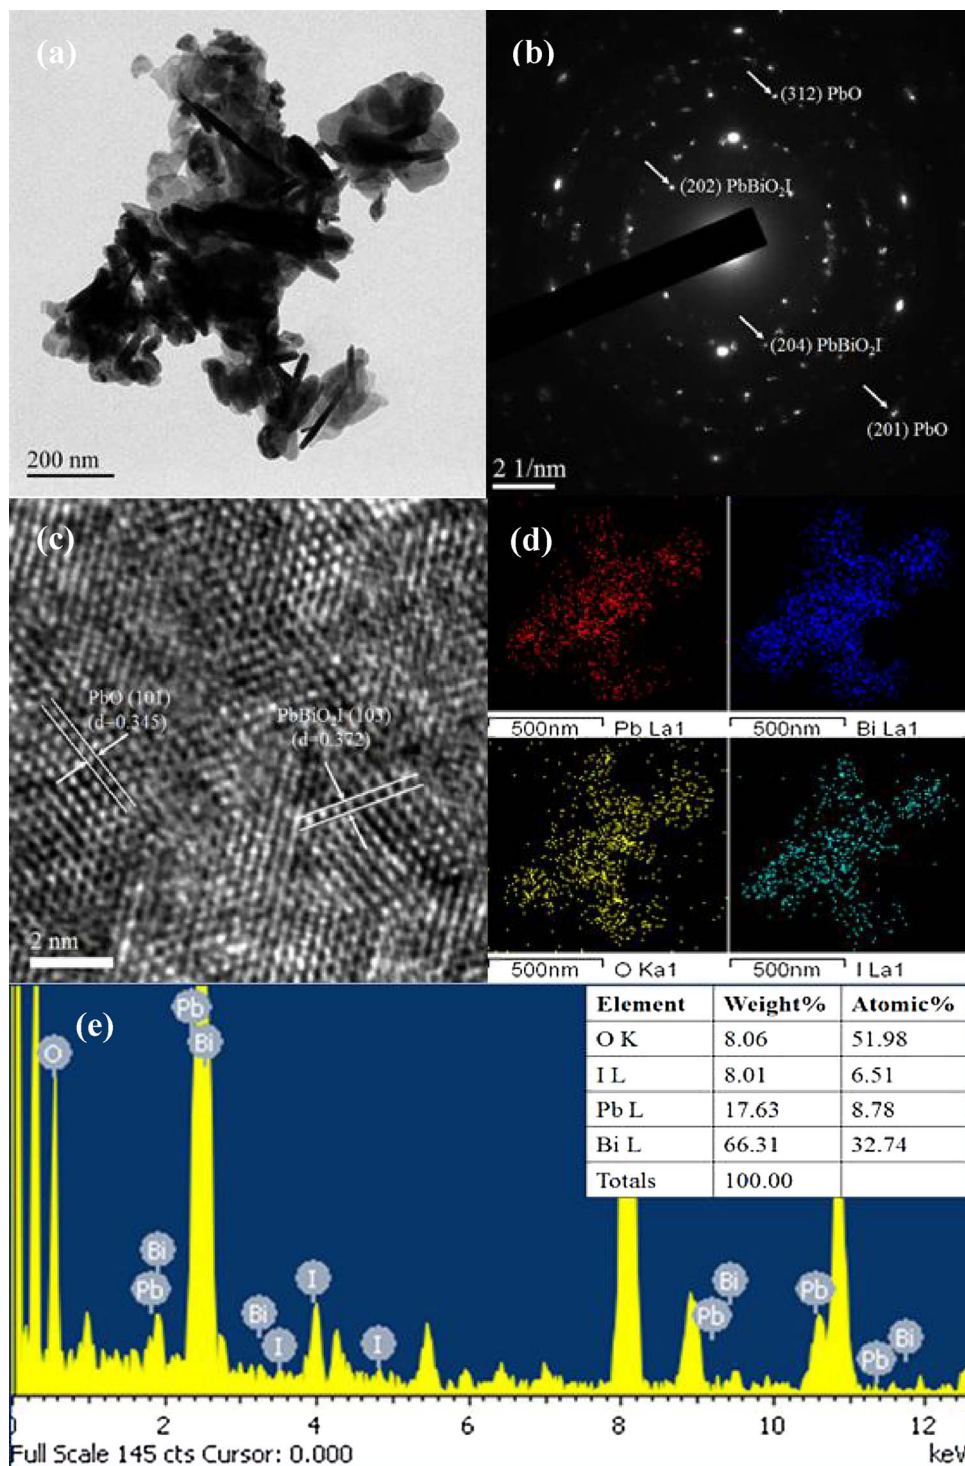 (a)
200 nm
(b)
(312) PbO
(202) PbBiO₂I
(204) PbBiO₂I
(201) PbO
2 1/nm
(c)
PbO (101)
(d=0.345)
PbBiO₂I (103)
(d=0.372)
2 nm
(d)
500nm Pb La1
500nm Bi La1
500nm O Ka1
500nm I La1
(e)
Element Weight% Atomic%
O K 8.06 51.98
I L 8.01 6.51
Pb L 17.63 8.78
Bi L 66.31 32.74
Totals 100.00
O
Pb
Bi
Bi
Pb
Bi
I
I
I
Bi
Pb
Pb
Pb
Bi
0 2 4 6 8 10 12
Full Scale 145 cts Cursor: 0.000 keV